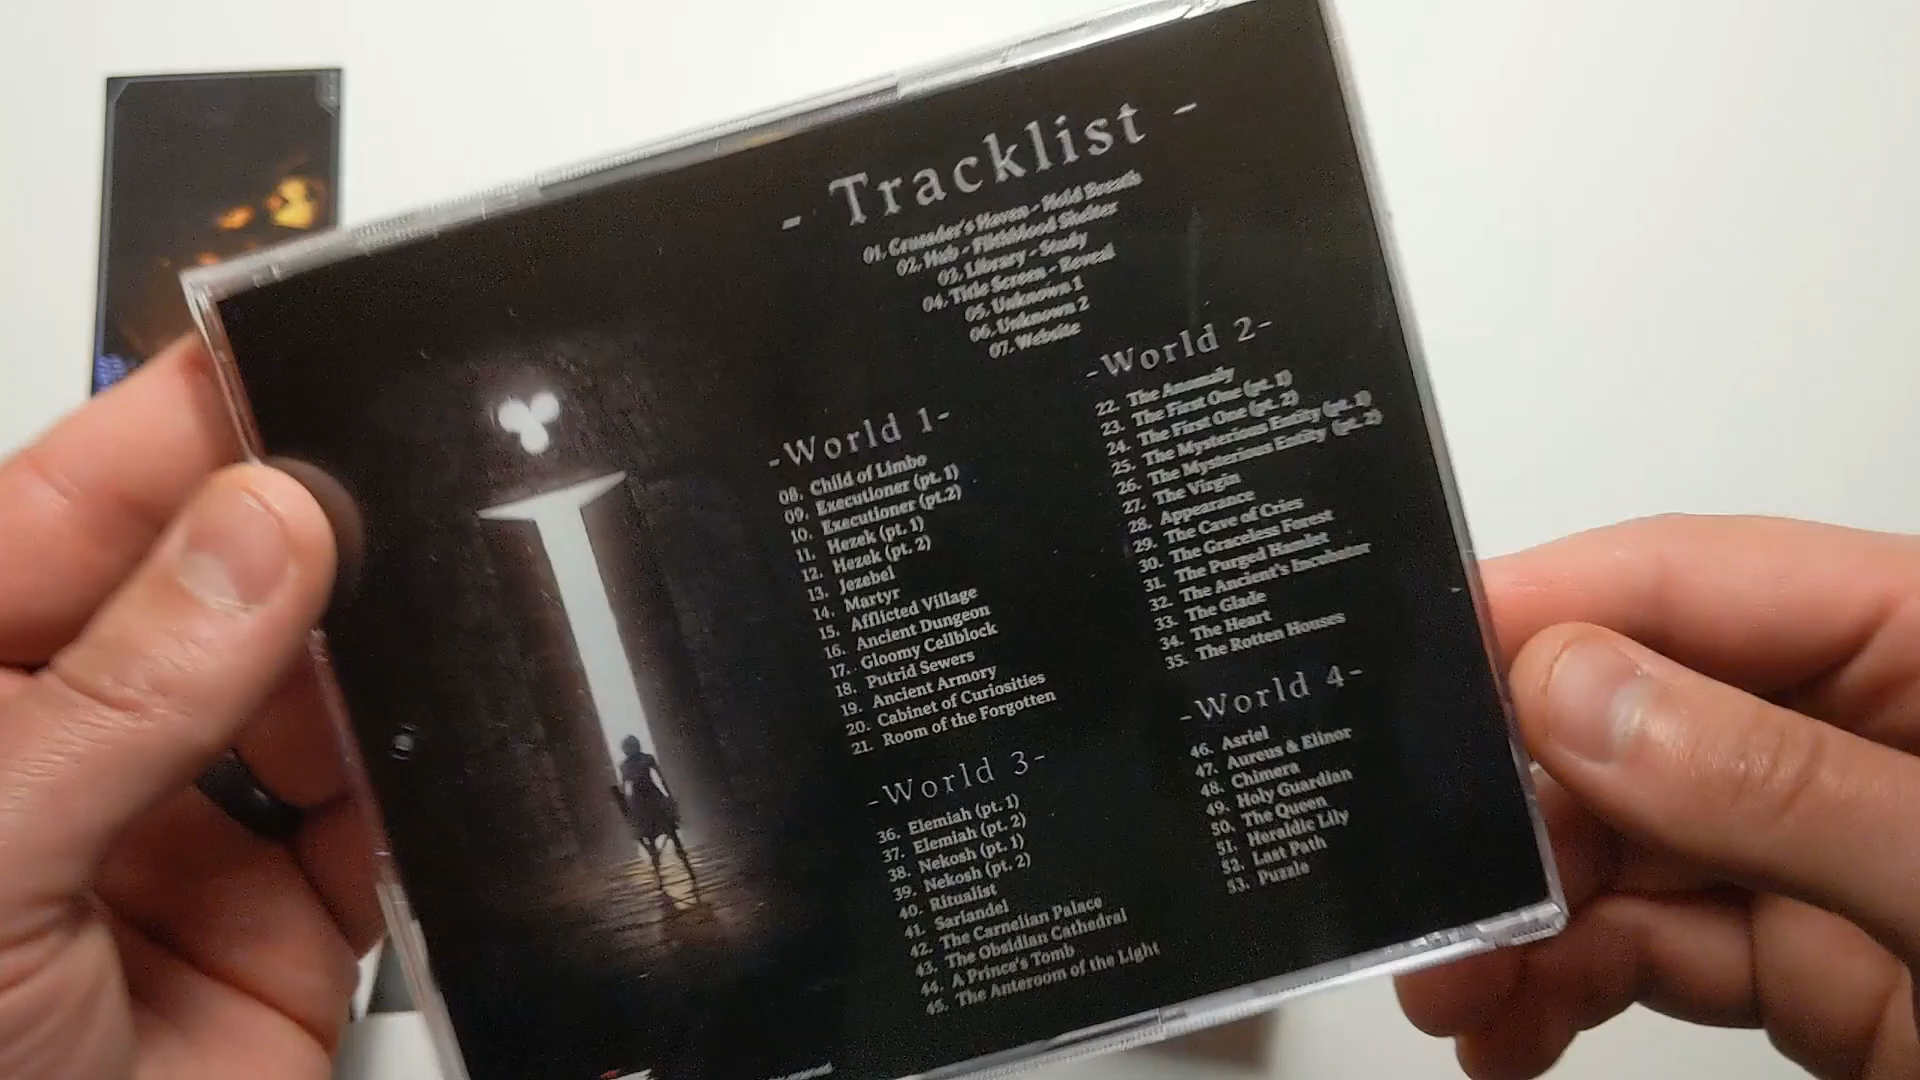 - Tracklist -
01. Crusader's Haven - Hold Breath
02. Hub - Filthblood Shelter
03. Library - Study
04. Title Screen - Reveal
05. Unknown 1
06. Unknown 2
07. Website
-World 1-
08. Child of Limbo
09. Executioner (pt. 1)
10. Executioner (pt.2)
11. Hezek (pt. 1)
12. Hezek (pt. 2)
13. Jezebel
14. Martyr
15. Afflicted Village
16. Ancient Dungeon
17. Gloomy Cellblock
18. Putrid Sewers
19. Ancient Armory
20. Cabinet of Curiosities
21. Room of the Forgotten
-World 2-
22. The Anomaly
23. The First One (pt. 1)
24. The First One (pt. 2)
25. The Mysterious Entity (pt. 1)
26. The Mysterious Entity (pt. 2)
27. The Virgin
28. Appearance
29. The Cave of Cries
30. The Graceless Forest
31. The Purged Hamlet
32. The Ancient's Incubator
33. The Glade
34. The Heart
35. The Rotten Houses
-World 3-
36. Elemiah (pt. 1)
37. Elemiah (pt. 2)
38. Nekosh (pt. 1)
39. Nekosh (pt. 2)
40. Ritualist
41. Sariandel
42. The Carnelian Palace
43. The Obsidian Cathedral
44. A Prince's Tomb
45. The Anteroom of the Light
-World 4-
46. Asriel
47. Aureus & Elinor
48. Chimera
49. Holy Guardian
50. The Queen
51. Heraldic Lily
52. Last Path
53. Puzzle